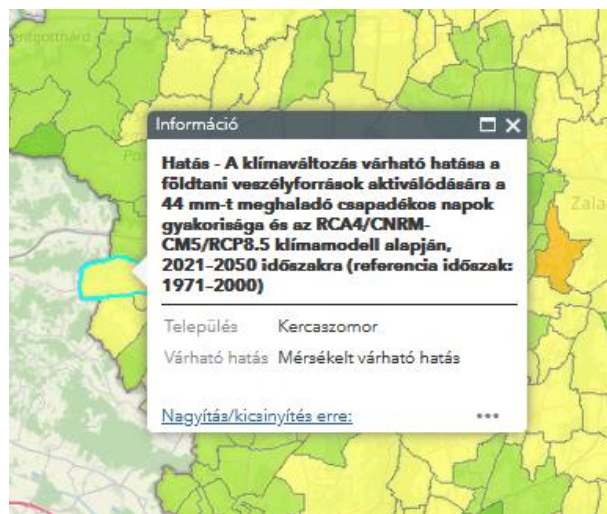 Információ
Hatás - A klímaváltozás várható hatása a
földtani veszélyforrások aktiválódására a
44 mm-t meghaladó csapadékos napok
gyakorisága és az RCA4/CNRM-
CM5/RCP8.5 klímamodell alapján,
2021-2050 időszakra (referencia időszak:
1971-2000)
Település Kercaszomor
Várható hatás Mérsékelt várható hatás
Nagyítás/kicsinyítés erre:
Zala